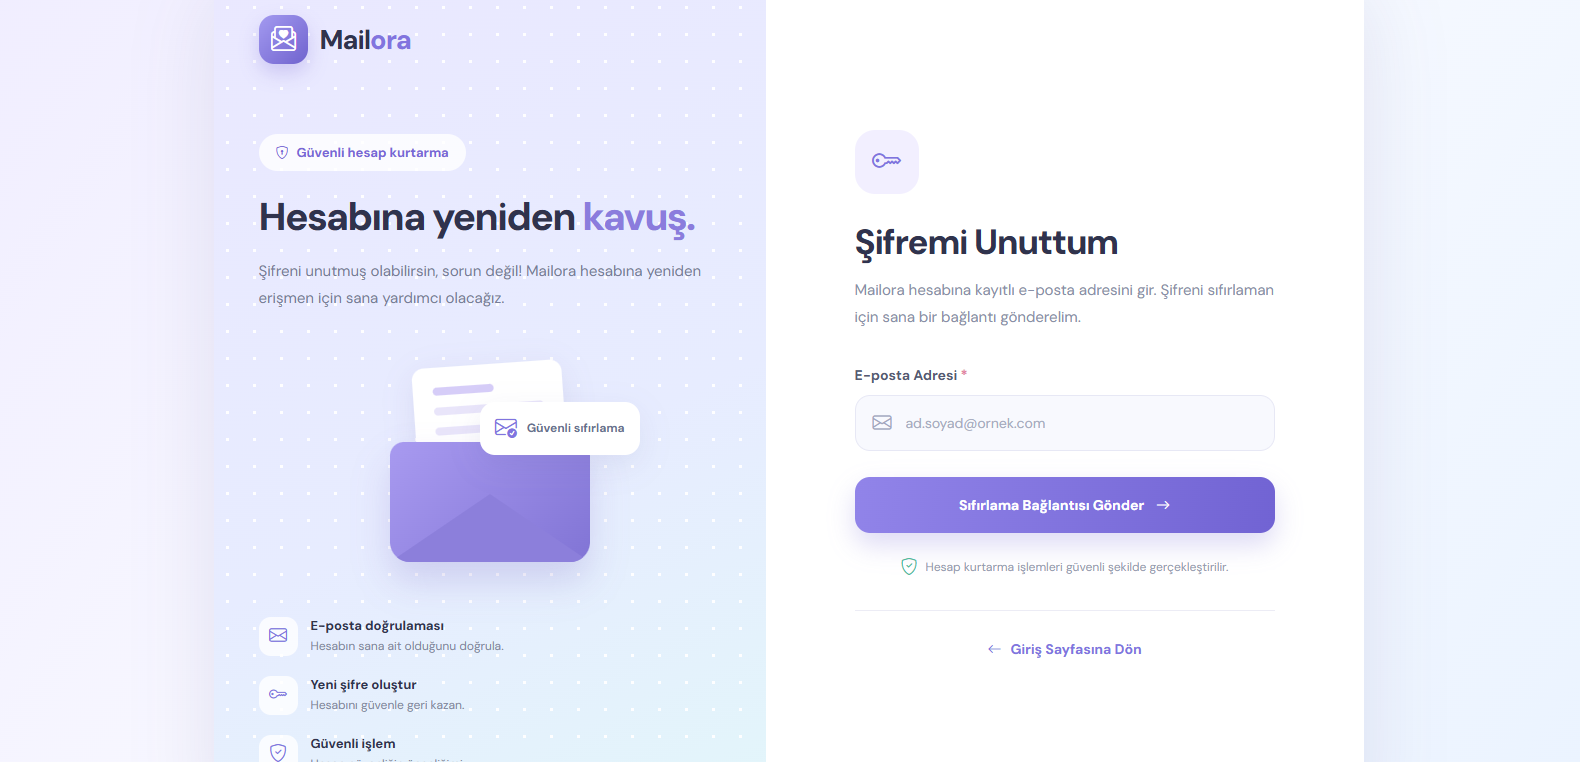 Mailora
Güvenli hesap kurtarma
Hesabına yeniden kavuş.
Şifreni unutmuş olabilirsin, sorun değil! Mailora hesabına yeniden
erişmen için sana yardımcı olacağız.
Güvenli sıfırlama
E-posta doğrulaması
Hesabın sana ait olduğunu doğrula.
Yeni şifre oluştur
Hesabını güvenle geri kazan.
Güvenli işlem
Şifremi Unuttum
Mailora hesabına kayıtlı e-posta adresini gir. Şifreni sıfırlaman
için sana bir bağlantı gönderelim.
E-posta Adresi *
ad.soyad@ornek.com
Sıfırlama Bağlantısı Gönder →
Hesap kurtarma işlemleri güvenli şekilde gerçekleştirilir.
← Giriş Sayfasına Dön